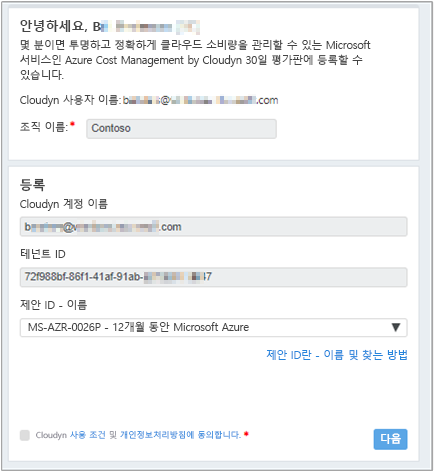 안녕하세요, B
몇 분이면 투명하고 정확하게 클라우드 소비량을 관리할 수 있는 Microsoft
서비스인 Azure Cost Management by Cloudyn 30일 평가판에 등록할 수
있습니다.
Cloudyn 사용자 이름: .com
조직 이름:* Contoso
등록
Cloudyn 계정 이름
.com
테넌트 ID
72f988bf-86f1-41af-91ab- 47
제안 ID - 이름
MS-AZR-0026P - 12개월 동안 Microsoft Azure
제안 ID란 - 이름 및 찾는 방법
Cloudyn 사용 조건 및 개인정보처리방침에 동의합니다. *
다음